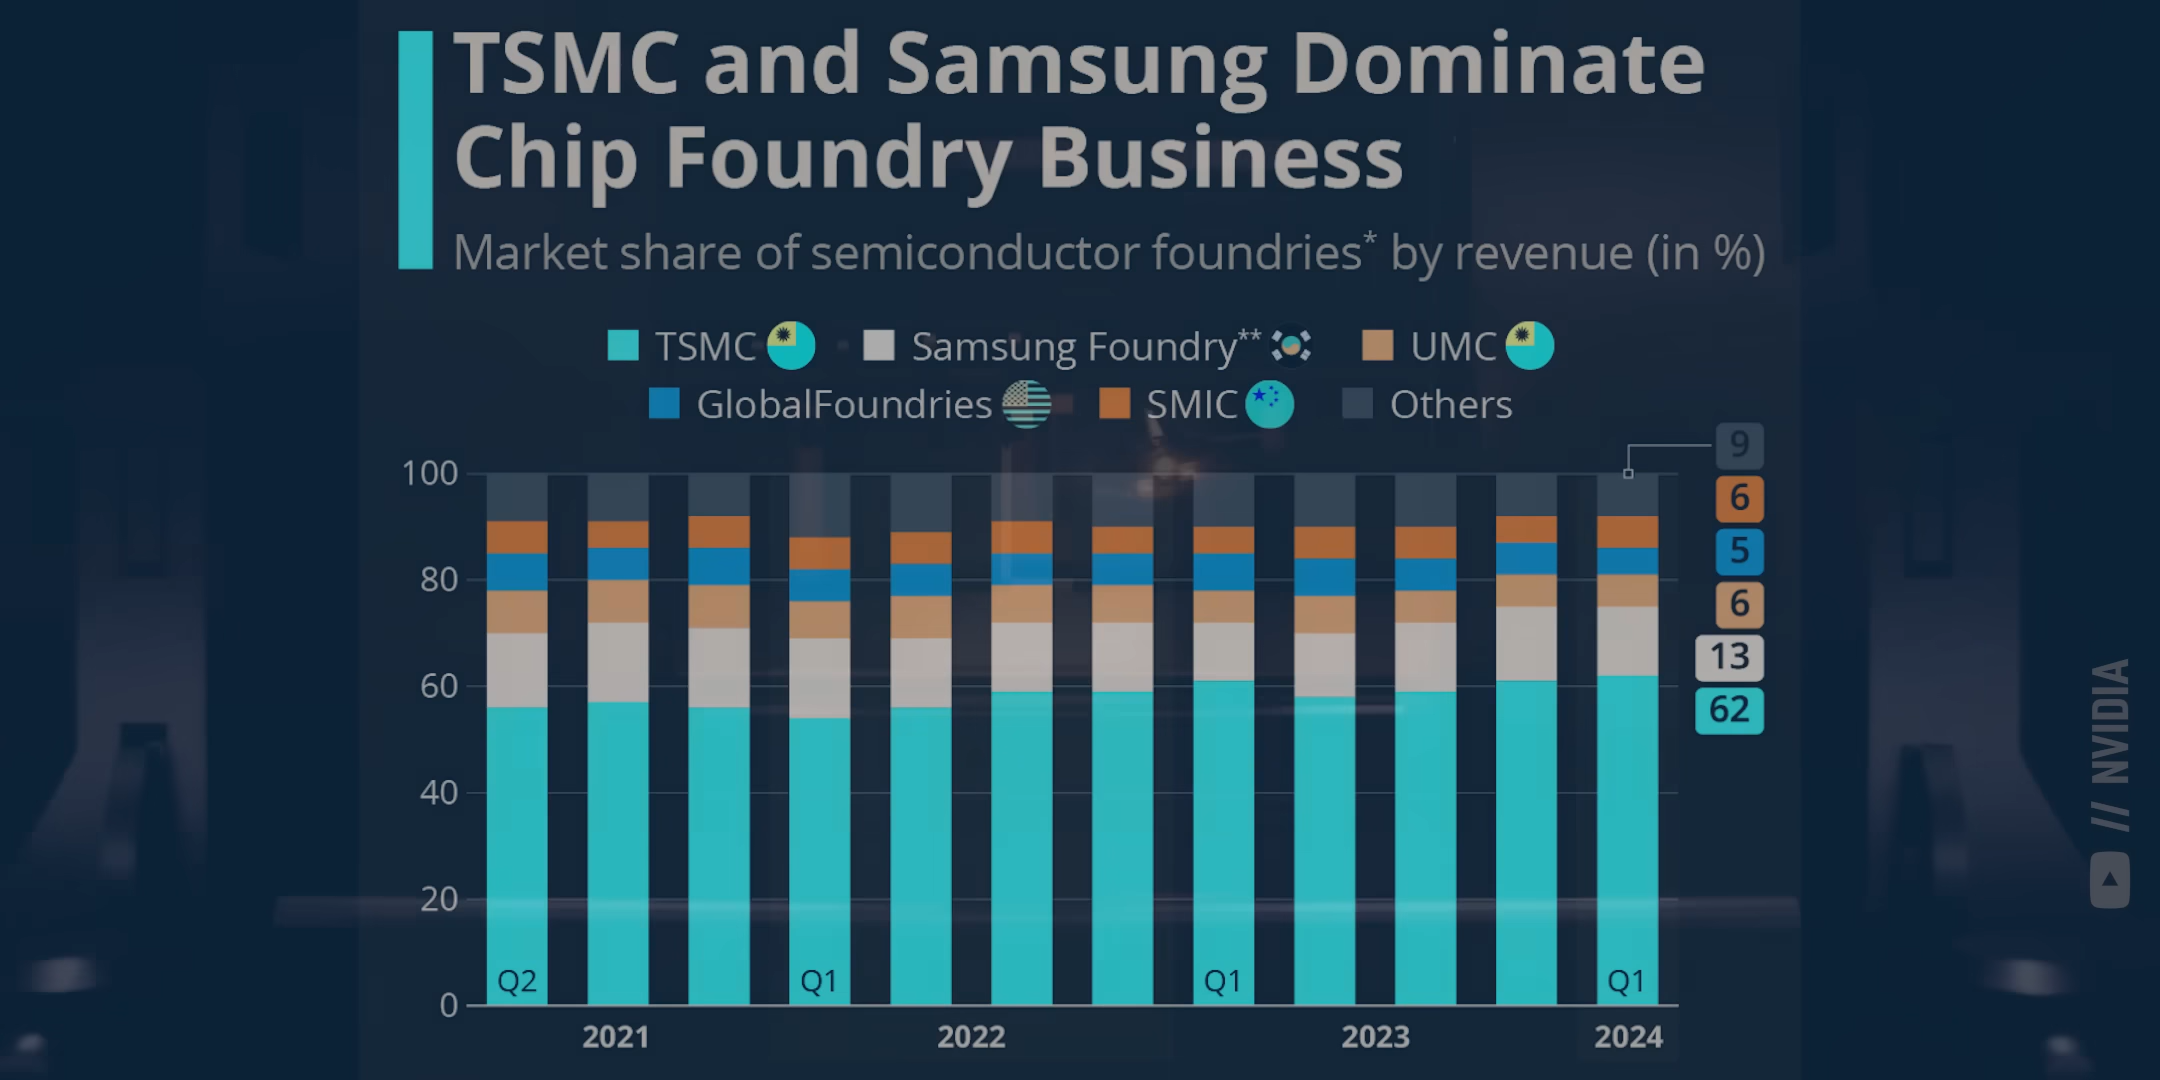 TSMC and Samsung Dominate
Chip Foundry Business
Market share of semiconductor foundries* by revenue (in %)
TSMC Samsung Foundry** UMC
GlobalFoundries SMIC Others
9
100
6
5
80
6
13
60
62
40
20
Q2 Q1 Q1 Q1
0
2021 2022 2023 2024
// NVIDIA